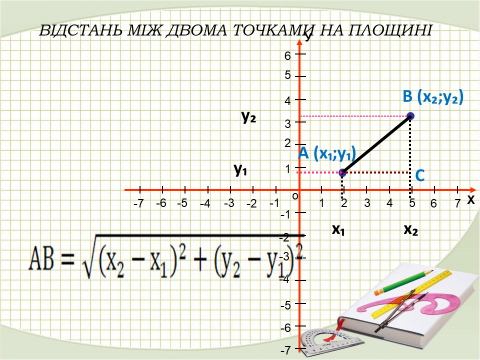 ВІДСТАНЬ МІЖ ДВОМА ТОЧКАМИ НА ПЛОЩИНІ
у
6
5
4
3
2
1
B (x₂;y₂)
y₂
A (x₁;y₁)
y₁
C
о
х
-7 -6 -5 -4 -3 -2 -1 1 2 3 4 5 6 7
-1
-2
-3
-4
-5
-6
-7
x₁ x₂
AB = √(x₂ − x₁)² + (y₂ − y₁)²